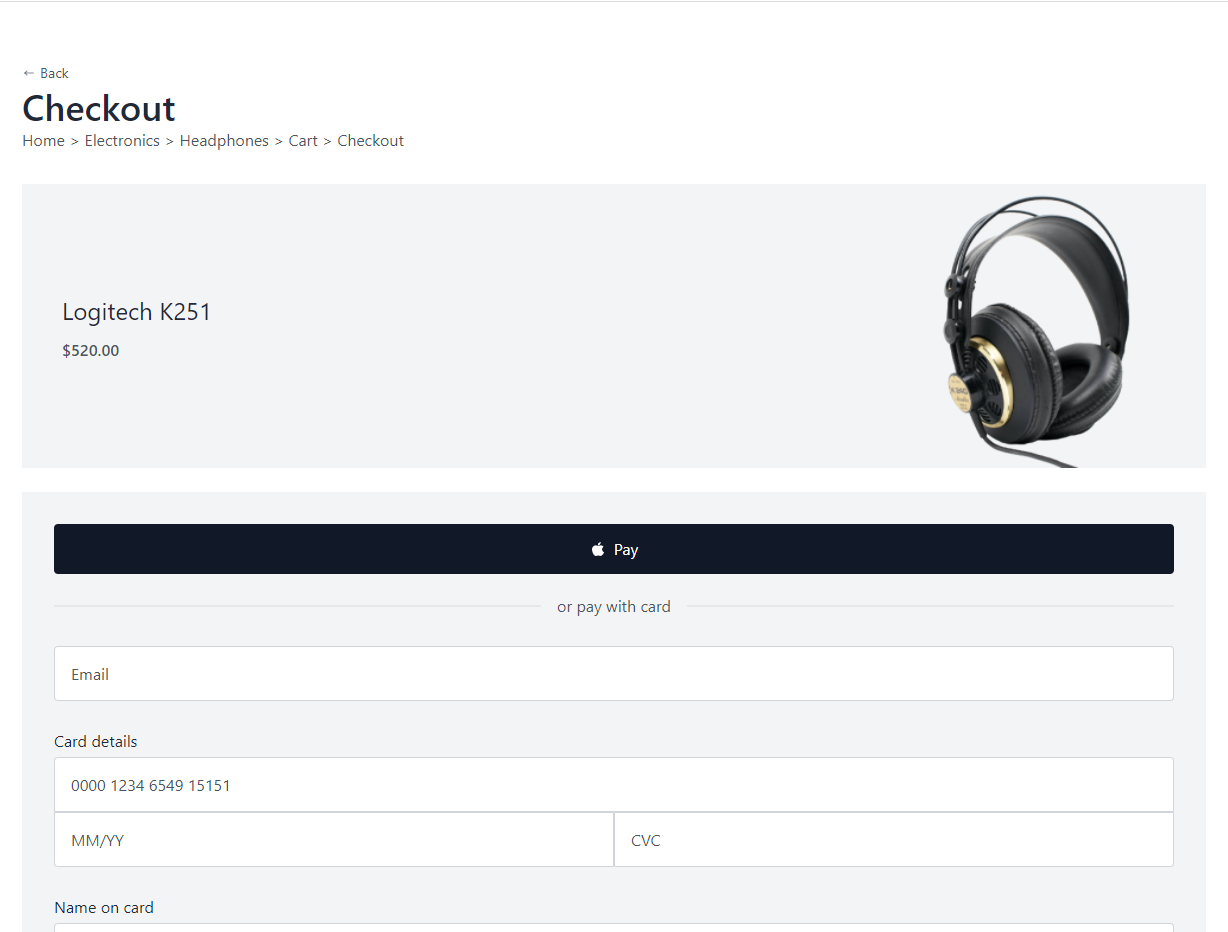 ← Back
Checkout
Home > Electronics > Headphones > Cart > Checkout
Logitech K251
$520.00
Pay
or pay with card
Email
Card details
0000 1234 6549 15151
MM/YY
CVC
Name on card